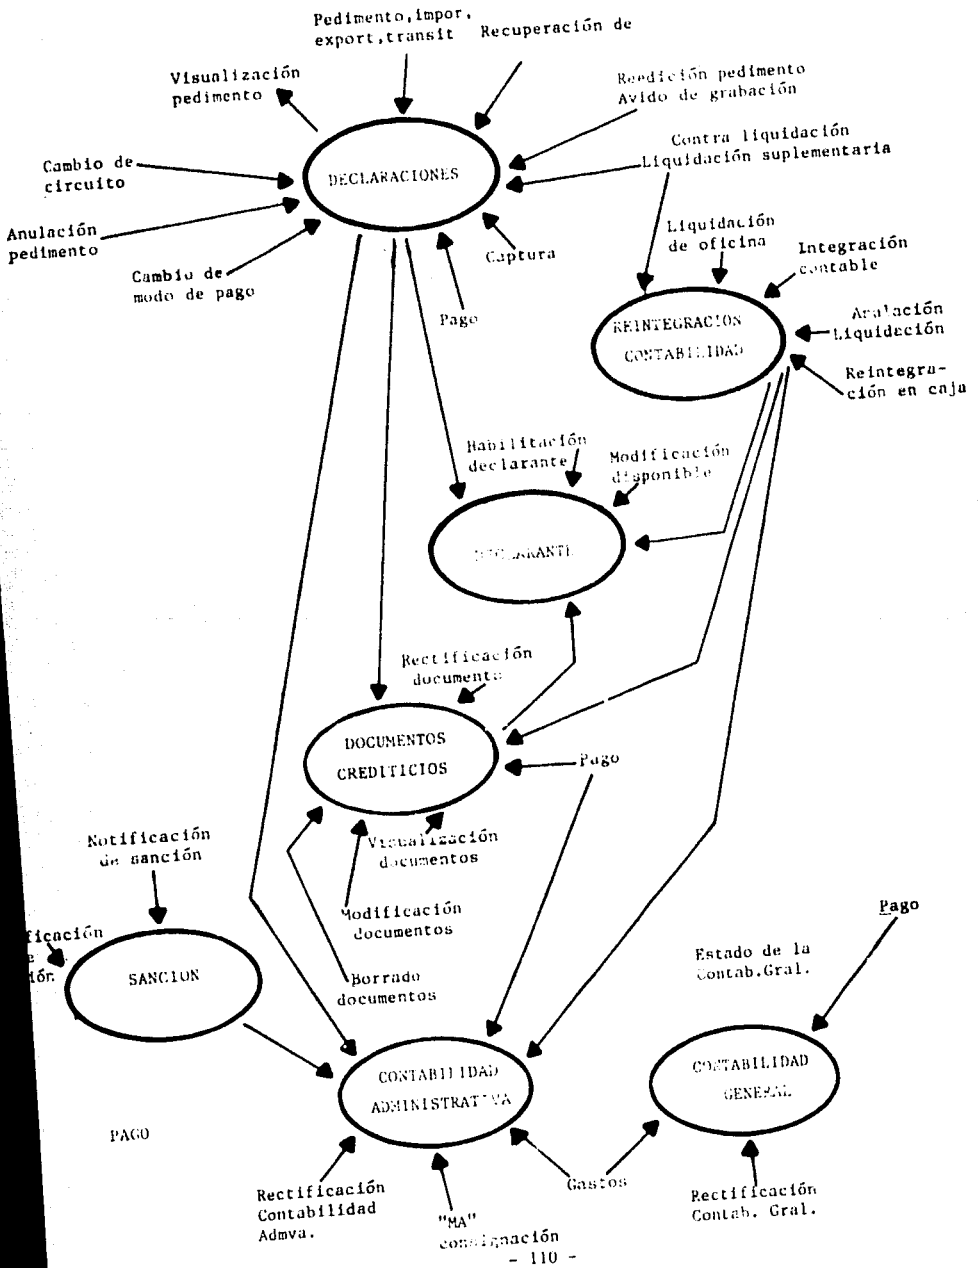 Pedimento,impor.
export,transit
Recuperación de
Visualización
pedimento
Reedición pedimento
Avido de grabación
Contra liquidación
Liquidación suplementaria
Cambio de
circuito
DECLARACIONES
Anulación
pedimento
Cambio de
modo de pago
Captura
Pago
Liquidación
de oficina
Integración
contable
REINTEGRACION
CONTABILIDAD
Liquidación
Reintegra-
ción en caja
Habilitación
declarante
Modificación
disponible
DECLARANTE
Rectificación
documento
DOCUMENTOS
CREDITICIOS
Pago
Notificación
de sanción
Visualización
documentos
Modificación
documentos
Pago
Estado de la
Contab.Gral.
ficación
SANCION
Borrado
documentos
CONTABILIDAD
ADMINISTRATIVA
CONTABILIDAD
GENERAL
PAGO
Gastos
Rectificación
Contabilidad
Admva.
"MA"
consignación
Rectificación
Contab. Gral.
- 110 -